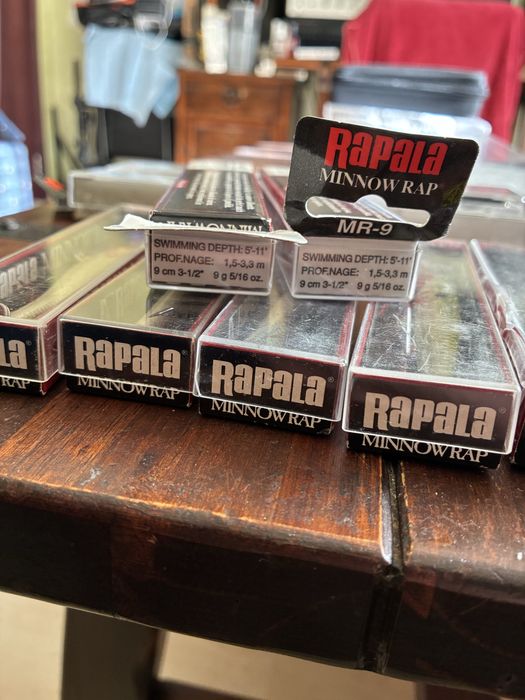 Rapala
MINNOW RAP
MR-9
SWIMMING DEPTH: 5'-11'
PROF.NAGE: 1,5-3,3 m
9 cm 3-1/2" 9 g 5/16 oz.
SWIMMING DEPTH: 5'-11'
PROF.NAGE: 1,5-3,3 m
9 cm 3-1/2" 9 g 5/16 oz.
Rapala®
MINNOW RAP
Rapala®
MINNOW RAP
Rapala®
MINNOW RAP